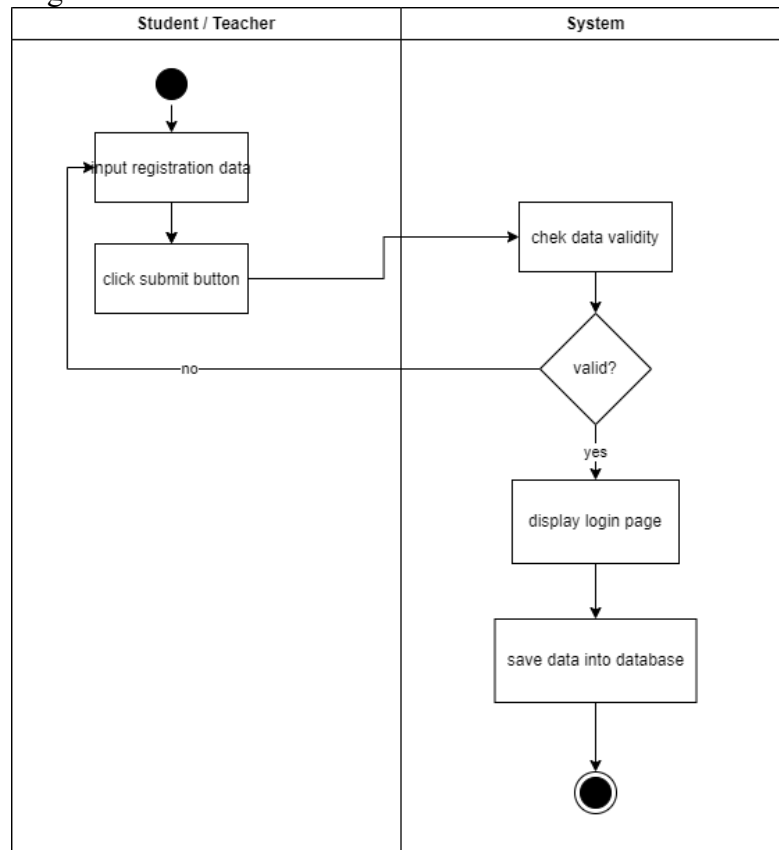 Student / Teacher
System
input registration data
chek data validity
click submit button
valid?
no
yes
display login page
save data into database